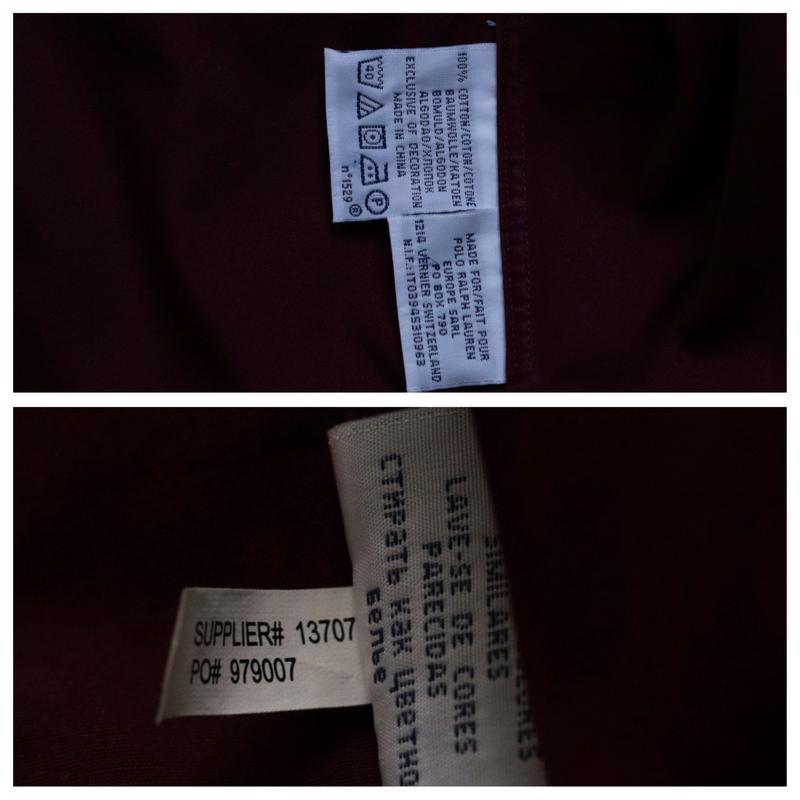 100% COTTON/COTON/COTONE
BAUMWOLLE/KATOEN
BOMULD/ALGODON
ALGODAO/ХЛОПОК
EXCLUSIVE OF DECORATION
MADE IN CHINA
40
P
n°1529 ®
MADE FOR/FAIT POUR
POLO RALPH LAUREN
EUROPE SARL
PO BOX 790
1214 VERNIER SWITZERLAND
N.I.F.:IT03945310963
SIMILARES
LAVE-SE DE CORES
PARECIDAS
СТИРАТЬ КАК ЦВЕТНО
БЕЛЬЕ
SUPPLIER# 13707
PO# 979007